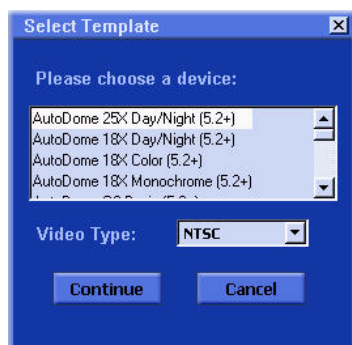 Select Template
Please choose a device:
AutoDome 25X Day/Night (5.2+)
AutoDome 18X Day/Night (5.2+)
AutoDome 18X Color (5.2+)
AutoDome 18X Monochrome (5.2+)
Video Type:
NTSC
Continue
Cancel